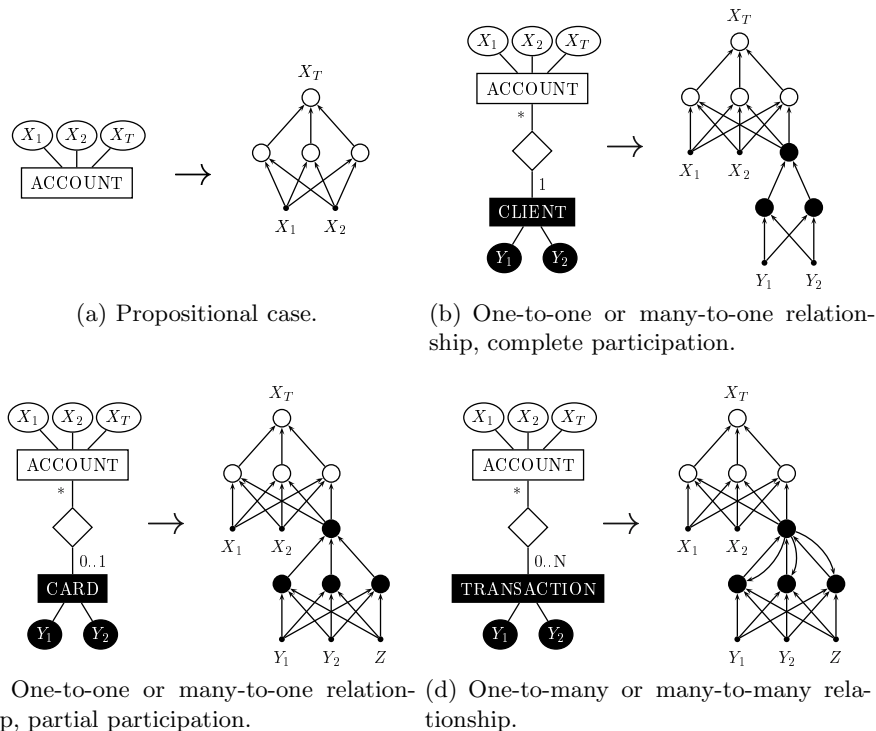 X_1 X_2 X_T
ACCOUNT
X_T
X_1 X_2
(a) Propositional case.
X_1 X_2 X_T
ACCOUNT
*
1
CLIENT
Y_1 Y_2
X_T
X_1 X_2
Y_1 Y_2
(b) One-to-one or many-to-one relation-
ship, complete participation.
X_1 X_2 X_T
ACCOUNT
*
0..1
CARD
Y_1 Y_2
X_T
X_1 X_2
Y_1 Y_2 Z
One-to-one or many-to-one relation-
p, partial participation.
X_1 X_2 X_T
ACCOUNT
*
0..N
TRANSACTION
Y_1 Y_2
X_T
X_1 X_2
Y_1 Y_2 Z
(d) One-to-many or many-to-many rela-
tionship.